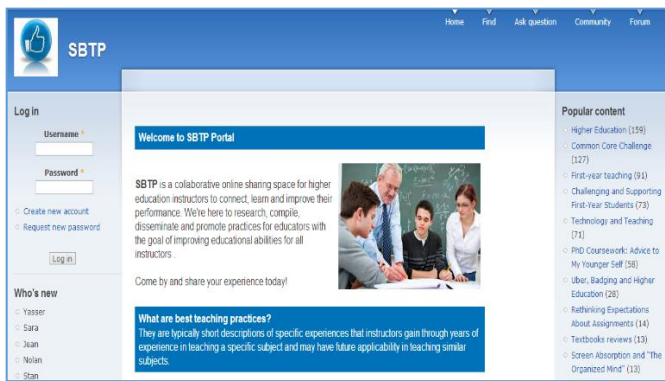 SBTP
Home Find Ask question Community Forum
Log in
Username *
Password *
Create new account
Request new password
Log in
Who's new
Yasser
Sara
Jean
Nolan
Stan
Welcome to SBTP Portal
SBTP is a collaborative online sharing space for higher
education instructors to connect, learn and improve their
performance. We're here to research, compile,
disseminate and promote practices for educators with
the goal of improving educational abilities for all
instructors .
Come by and share your experience today!
What are best teaching practices?
They are typically short descriptions of specific experiences that instructors gain through years of
experience in teaching a specific subject and may have future applicability in teaching similar
subjects.
Popular content
Higher Education (159)
Common Core Challenge
(127)
First-year teaching (91)
Challenging and Supporting
First-Year Students (73)
Technology and Teaching
(71)
PhD Coursework: Advice to
My Younger Self (58)
Uber, Badging and Higher
Education (28)
Rethinking Expectations
About Assignments (14)
Textbooks reviews (13)
Screen Absorption and "The
Organized Mind" (13)